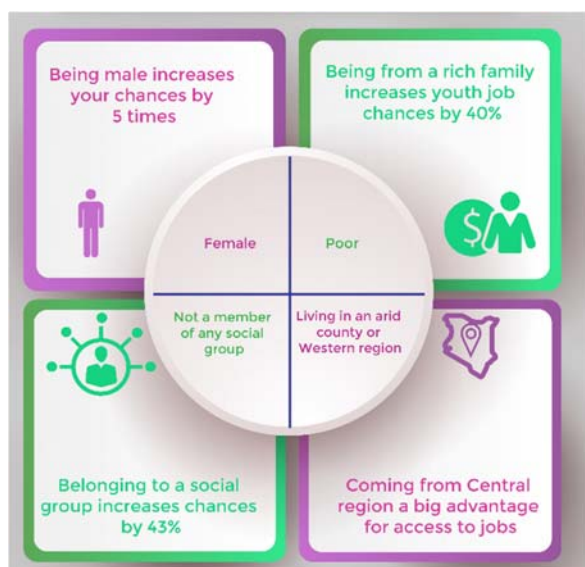 Being male increases
your chances by
5 times
Being from a rich family
increases youth job
chances by 40%
Female
Poor
Not a member
of any social
group
Living in an arid
county or
Western region
$
Belonging to a social
group increases chances
by 43%
Coming from Central
region a big advantage
for access to jobs